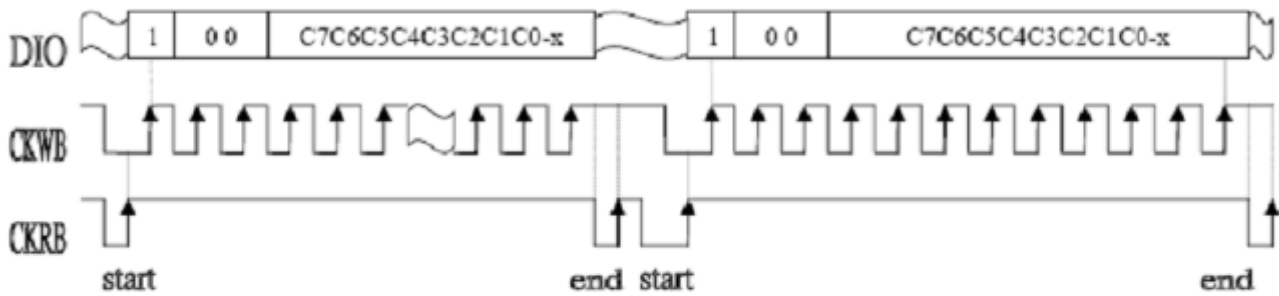 DIO 1 0 0 C7C6C5C4C3C2C1C0-x 1 0 0 C7C6C5C4C3C2C1C0-x
CKWB
CKRB
start end start end